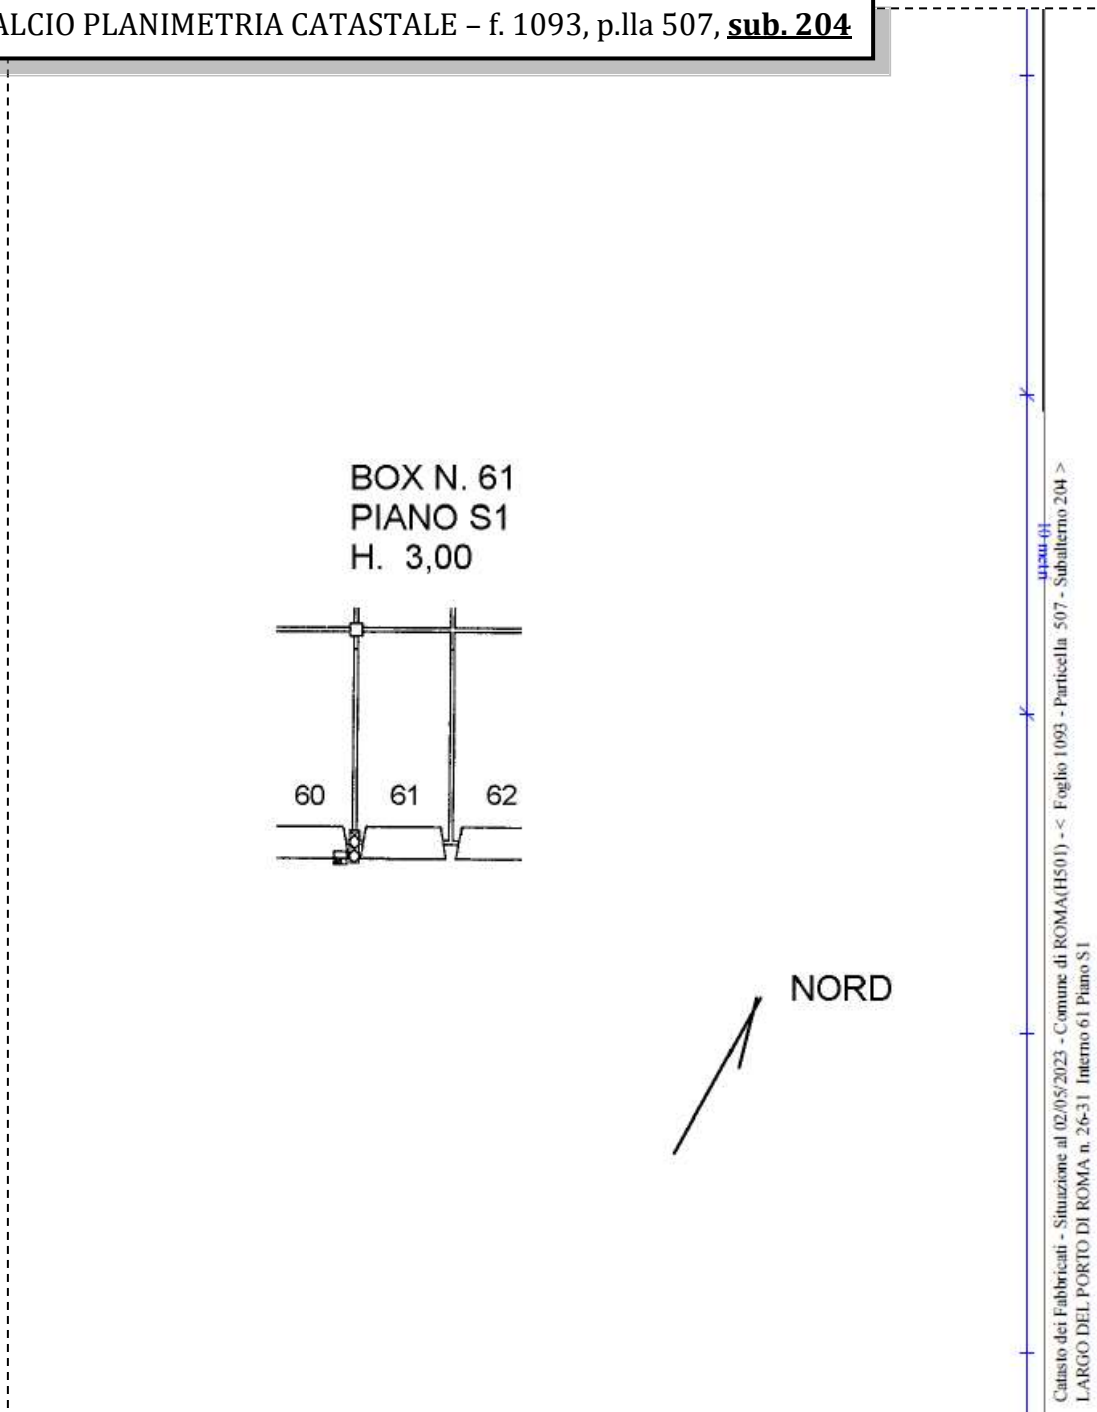 ALCIO PLANIMETRIA CATASTALE – f. 1093, p.lla 507, sub. 204
BOX N. 61
PIANO S1
H. 3,00
60 61 62
NORD
10 metri
Catasto dei Fabbricati - Situazione al 02/05/2023 - Comune di ROMA(H501) - < Foglio 1093 - Particella 507 - Subalterno 204 >
LARGO DEL PORTO DI ROMA n. 26-31 Interno 61 Piano S1